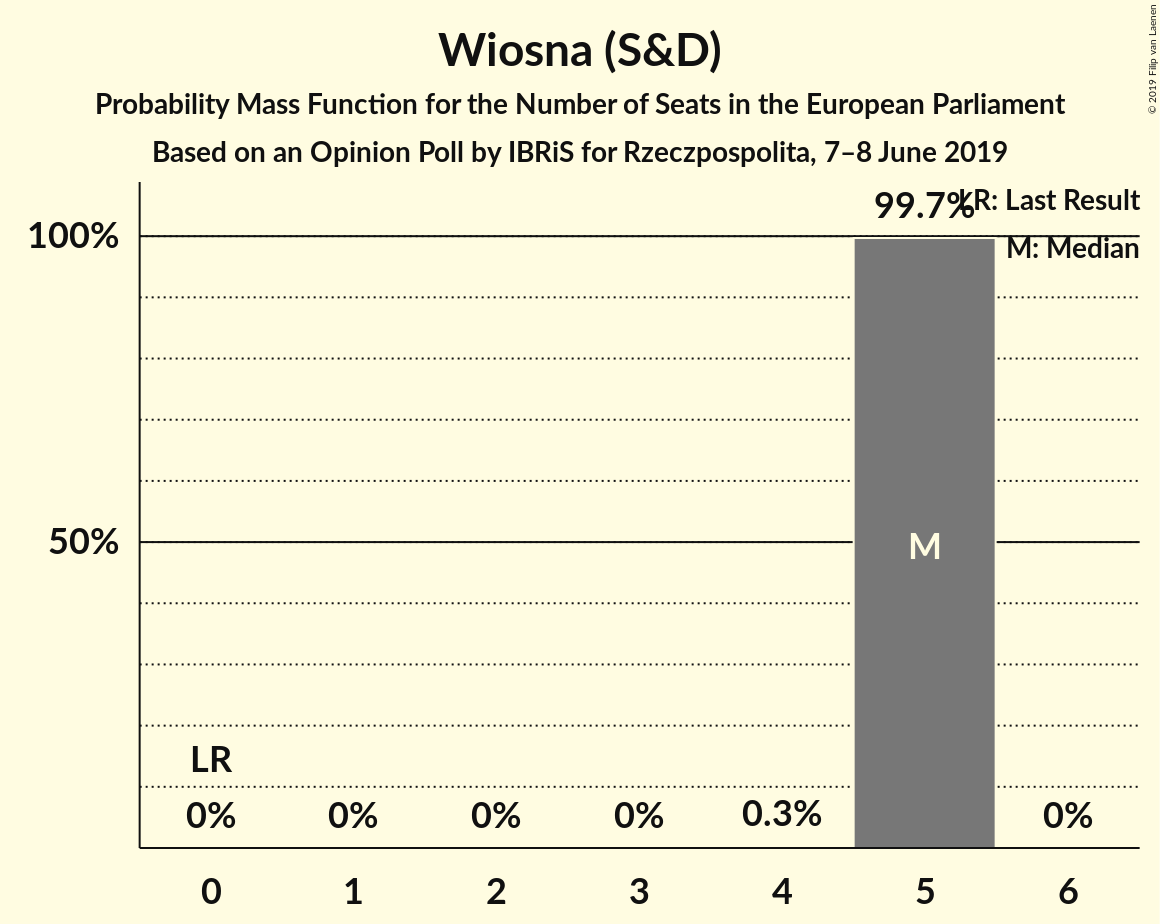 Wiosna (S&D)
Probability Mass Function for the Number of Seats in the European Parliament
Based on an Opinion Poll by IBRiS for Rzeczpospolita, 7–8 June 2019
© 2019 Filip van Laenen
99.7%
LR: Last Result
M: Median
100%
50%
M
LR
0%
0%
0%
0%
0.3%
0%
0
1
2
3
4
5
6